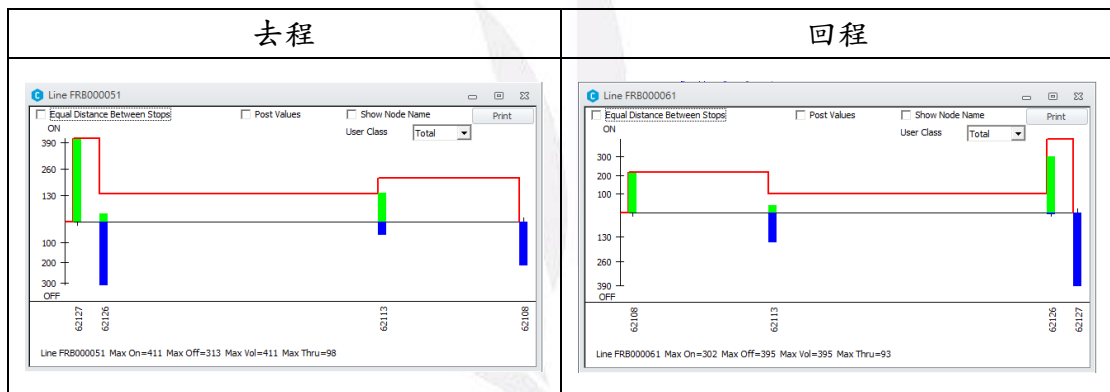 去程
回程
Line FRB000051
Equal Distance Between Stops
Post Values
Show Node Name
Print
ON
User Class
Total
390
260
130
100
200
300
OFF
62127
62126
62113
62108
Line FRB000051 Max On=411 Max Off=313 Max Vol=411 Max Thru=98
Line FRB000061
Equal Distance Between Stops
Post Values
Show Node Name
Print
ON
User Class
Total
300
200
100
130
260
390
OFF
62108
62113
62126
62127
Line FRB000061 Max On=302 Max Off=395 Max Vol=395 Max Thru=93